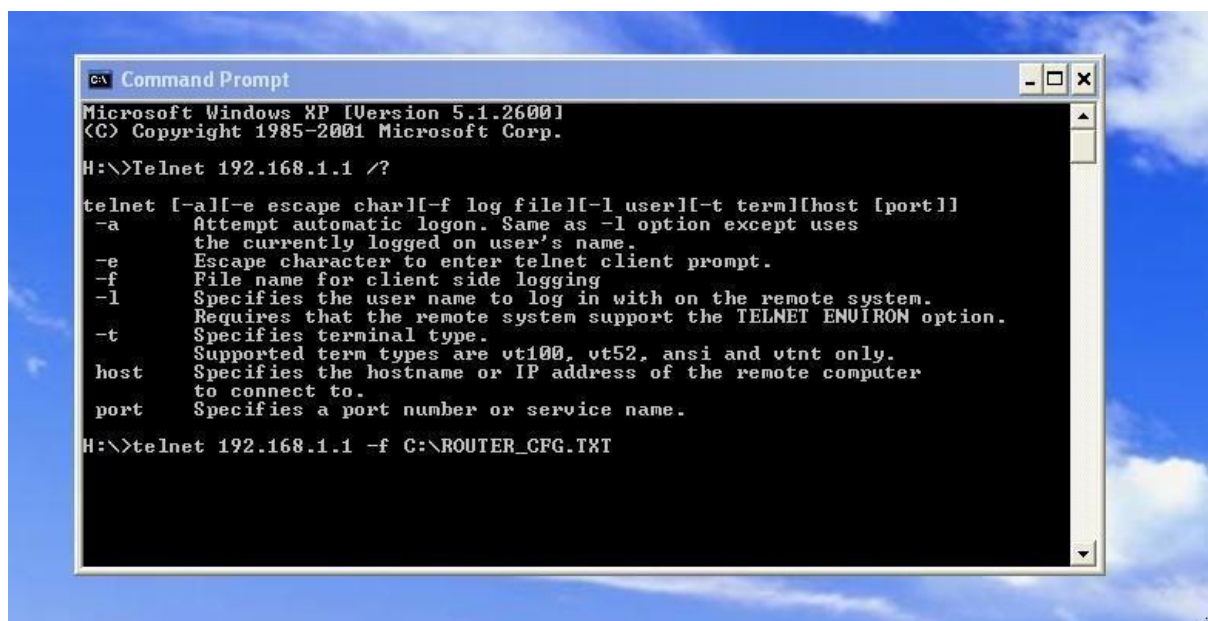 Command Prompt
Microsoft Windows XP [Version 5.1.2600]
(C) Copyright 1985-2001 Microsoft Corp.
H:\>Telnet 192.168.1.1 /?
telnet [-a][-e escape char][-f log file][-l user][-t term][host [port]]
-a Attempt automatic logon. Same as -l option except uses
the currently logged on user's name.
-e Escape character to enter telnet client prompt.
-f File name for client side logging
-l Specifies the user name to log in with on the remote system.
Requires that the remote system support the TELNET ENVIRON option.
-t Specifies terminal type.
Supported term types are vt100, vt52, ansi and vtnt only.
host Specifies the hostname or IP address of the remote computer
to connect to.
port Specifies a port number or service name.
H:\>telnet 192.168.1.1 -f C:\ROUTER_CFG.TXT